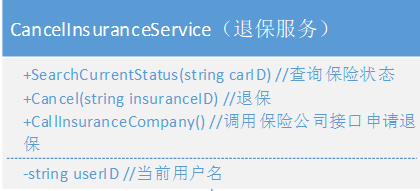 CancelInsuranceService（退保服务）
+SearchCurrentStatus(string carID) //查询保险状态
+Cancel(string insuranceID) //退保
+CallInsuranceCompany() //调用保险公司接口申请退
保
-string userID //当前用户名